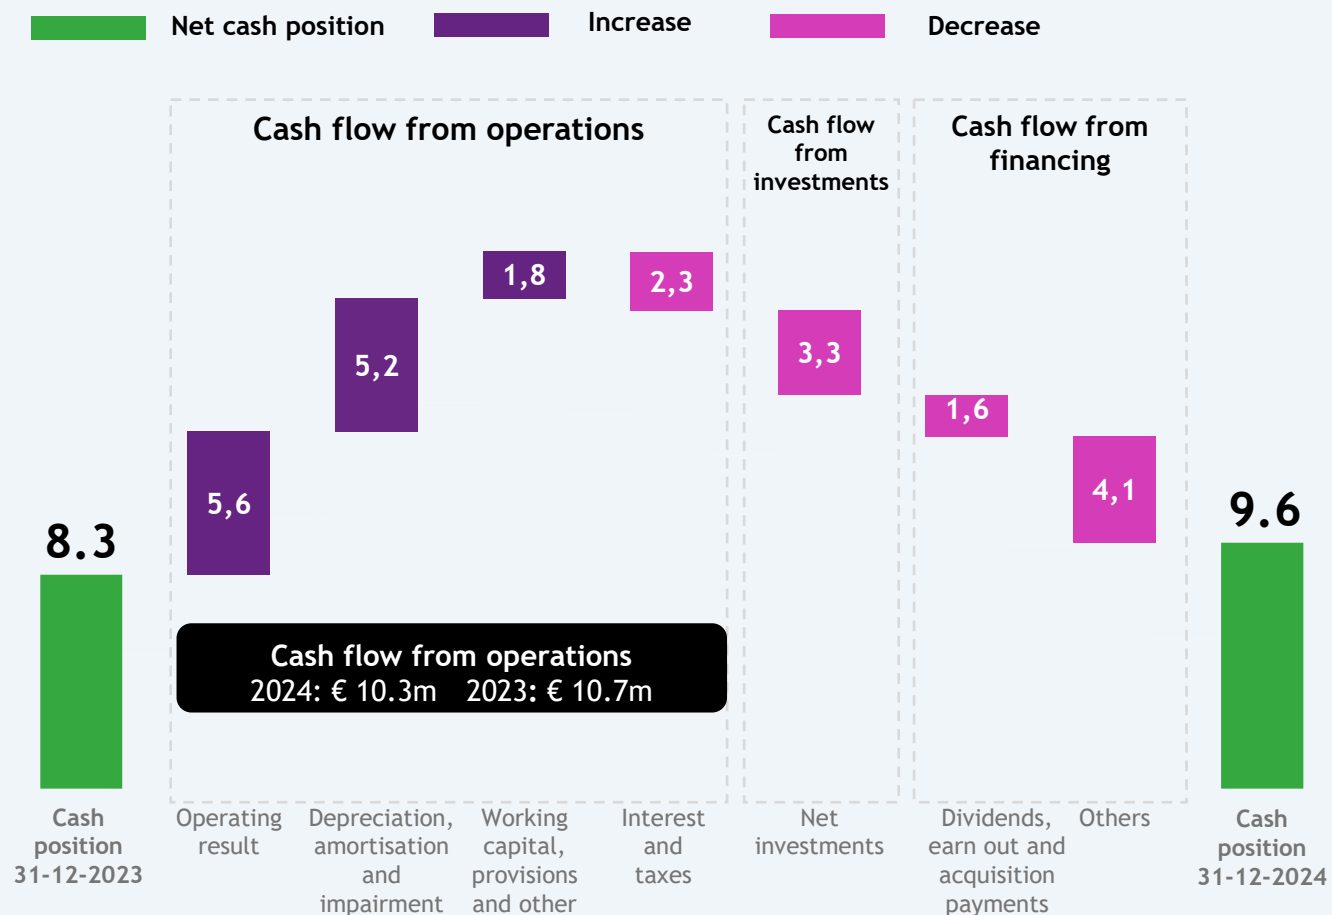 Net cash position
Increase
Decrease
Cash flow from operations
Cash flow
from
investments
Cash flow from
financing
1,8
2,3
5,2
3,3
1,6
5,6
4,1
8.3
9.6
Cash flow from operations
2024: € 10.3m 2023: € 10.7m
Cash
position
31-12-2023
Operating
result
Depreciation,
amortisation
and
impairment
Working
capital,
provisions
and other
Interest
and
taxes
Net
investments
Dividends,
earn out and
acquisition
payments
Others
Cash
position
31-12-2024